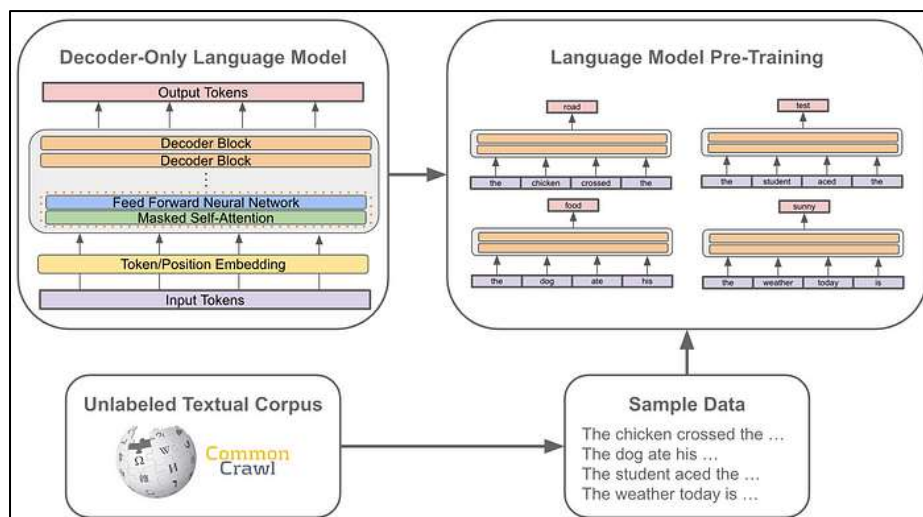 Decoder-Only Language Model
Output Tokens
Decoder Block
Decoder Block
Feed Forward Neural Network
Masked Self-Attention
Token/Position Embedding
Input Tokens
Language Model Pre-Training
road
the chicken crossed the
test
the student aced the
food
the dog ate his
sunny
the weather today is
Unlabeled Textual Corpus
Ω W И
Common
Crawl
Sample Data
The chicken crossed the …
The dog ate his …
The student aced the …
The weather today is …